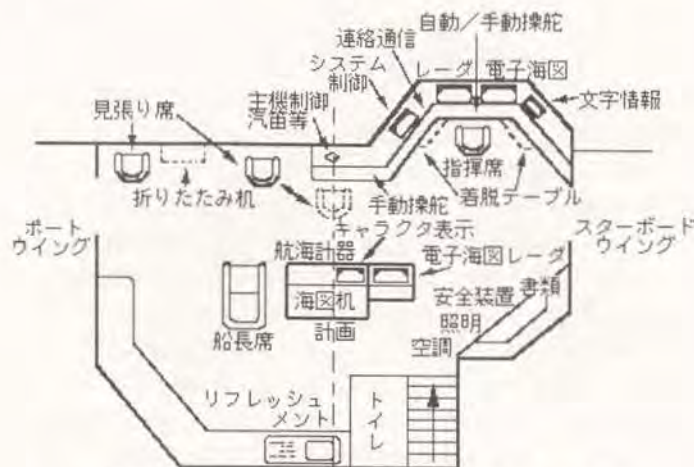 自動／手動操舵
連絡通信
システム
制御
レーダ
電子海図
文字情報
見張り席
主機制御
汽笛等
指揮席
折りたたみ机
手動操舵
着脱テーブル
ポート
ウイング
キャラクタ表示
スターボード
ウイング
航海計器
電子海図レーダ
海図机
計画
船長席
安全装置
書類
照明
空調
リフレッシュ
メント
トイレ